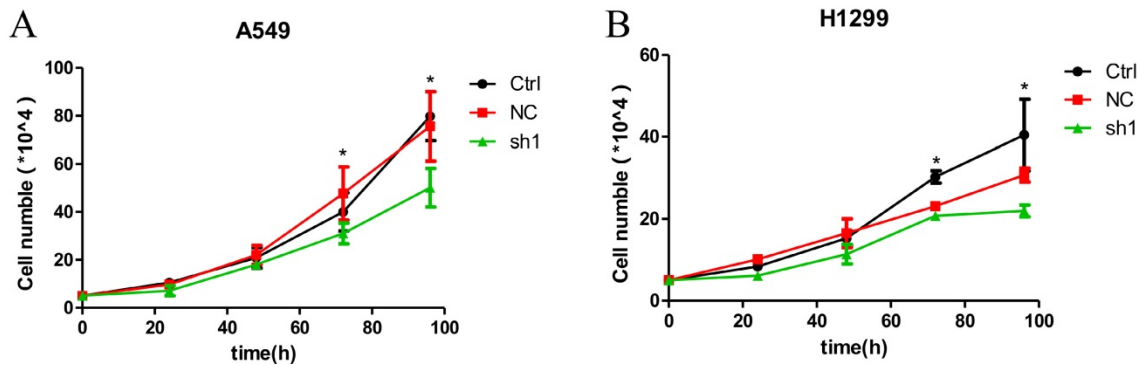 A
A549
Cell numble ( *10^4 )
100
80
60
40
20
0
0 20 40 60 80 100
time(h)
* *
Ctrl
NC
sh1
B
H1299
Cell numble ( *10^4 )
60
40
20
0
0 20 40 60 80 100
time(h)
* *
Ctrl
NC
sh1